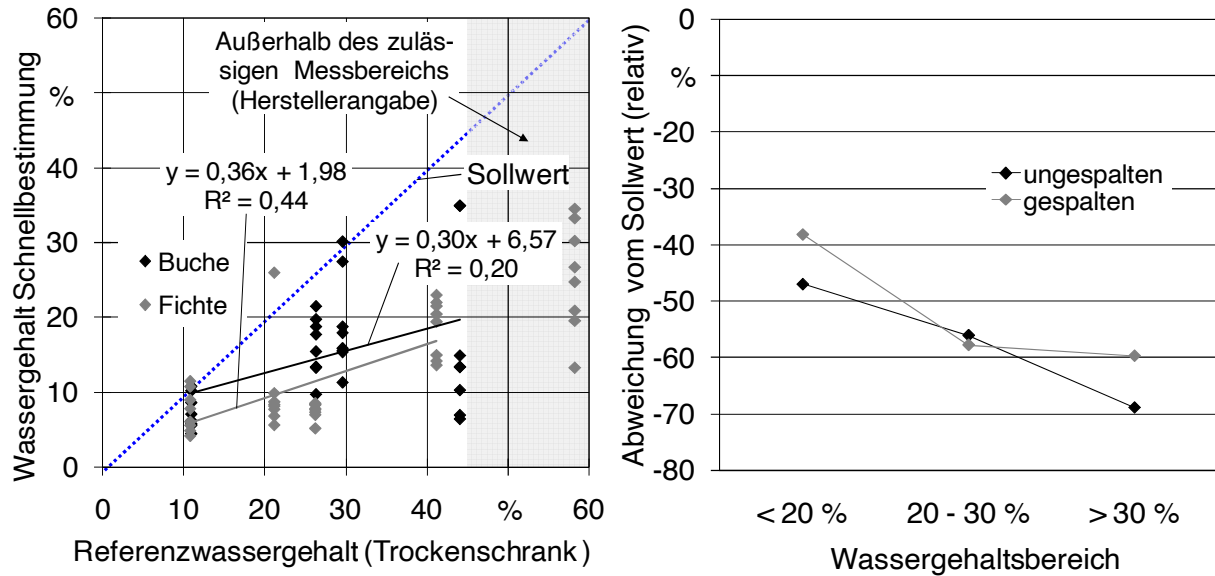 Wassergehalt Schnellbestimmung
60
%
40
30
20
10
0
Außerhalb des zuläs-
sigen Messbereichs
(Herstellerangabe)
y = 0,36x + 1,98
R² = 0,44
Sollwert
y = 0,30x + 6,57
R² = 0,20
Buche
Fichte
0 10 20 30 40 % 60
Referenzwassergehalt (Trockenschrank)
Abweichung vom Sollwert (relativ)
0
%
-20
-30
-40
-50
-60
-70
-80
ungespalten
gespalten
< 20 % 20 - 30 % > 30 %
Wassergehaltsbereich